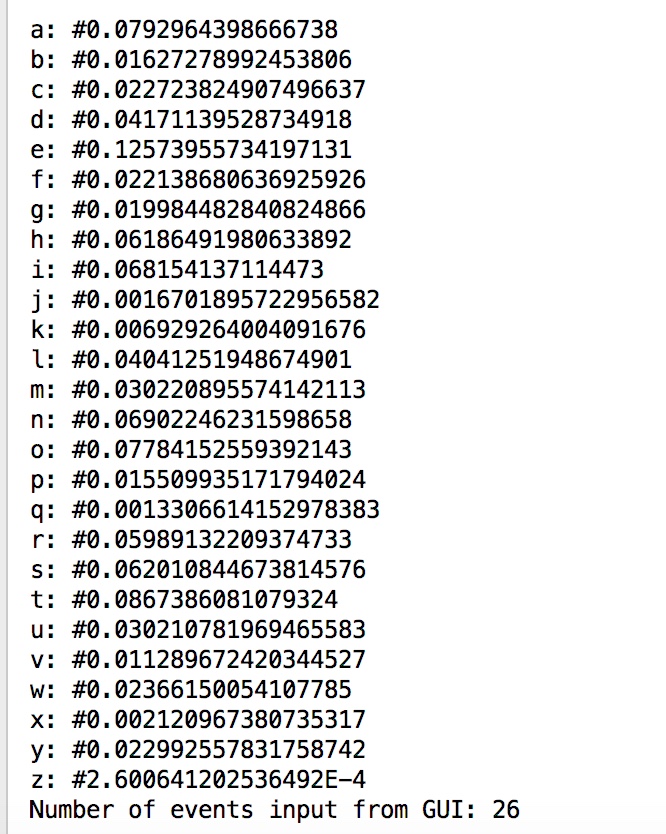 a: #0.0792964398666738
b: #0.01627278992453806
c: #0.022723824907496637
d: #0.04171139528734918
e: #0.12573955734197131
f: #0.022138680636925926
g: #0.019984482840824866
h: #0.06186491980633892
i: #0.068154137114473
j: #0.0016701895722956582
k: #0.006929264004091676
l: #0.04041251948674901
m: #0.030220895574142113
n: #0.06902246231598658
o: #0.07784152559392143
p: #0.015509935171794024
q: #0.0013306614152978383
r: #0.05989132209374733
s: #0.062010844673814576
t: #0.0867386081079324
u: #0.030210781969465583
v: #0.011289672420344527
w: #0.02366150054107785
x: #0.002120967380735317
y: #0.022992557831758742
z: #2.600641202536492E-4
Number of events input from GUI: 26